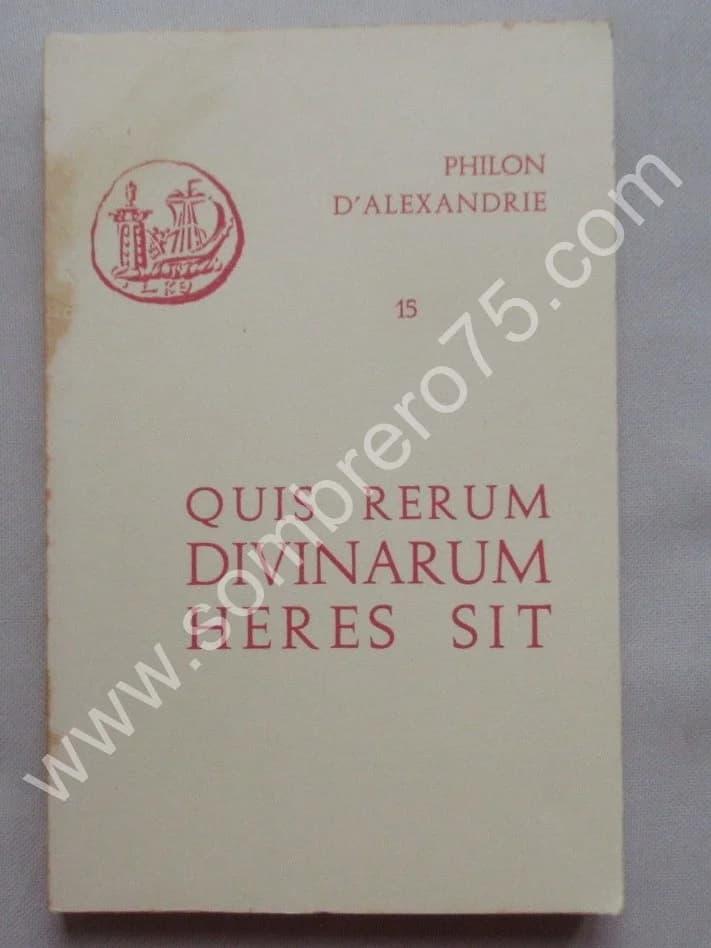 PHILON
D'ALEXANDRIE
15
QUIS RERUM
DIVINARUM
HERES SIT
www.sombrero75.com